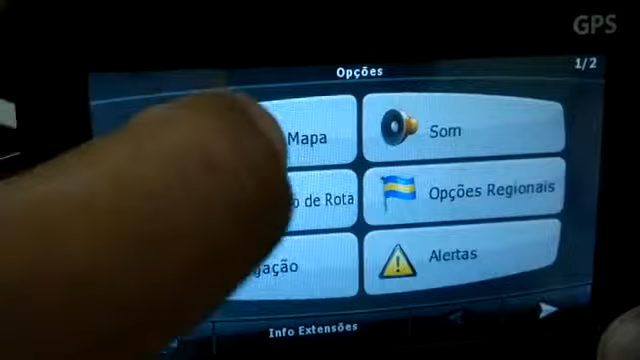 GPS
Opções
1/2
Mapa
Som
o de Rota
Opções Regionais
gação
Alertas
Info Extensões